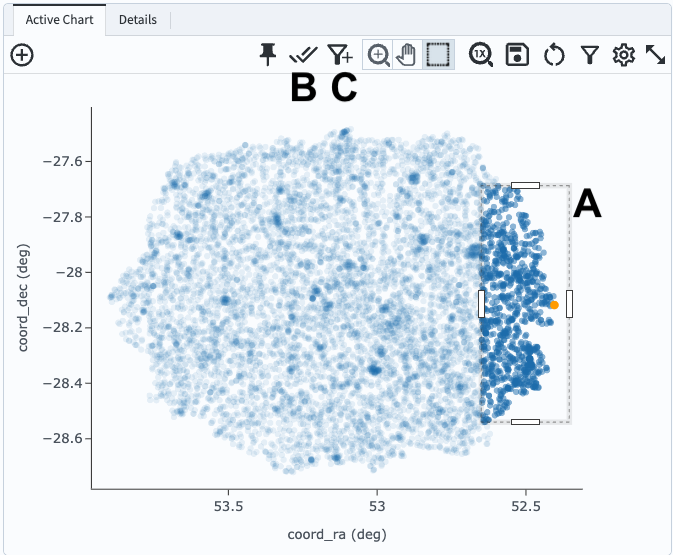 Active Chart Details
1X
B C
A
−27.6
−27.8
−28
−28.2
−28.4
−28.6
coord_dec (deg)
53.5 53 52.5
coord_ra (deg)